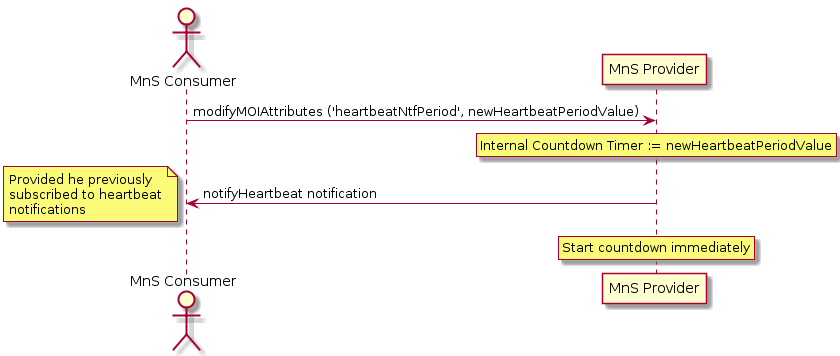 MnS Consumer
MnS Provider
modifyMOIAttributes ('heartbeatNtfPeriod', newHeartbeatPeriodValue)
Internal Countdown Timer := newHeartbeatPeriodValue
Provided he previously
subscribed to heartbeat
notifications
notifyHeartbeat notification
Start countdown immediately
MnS Consumer
MnS Provider